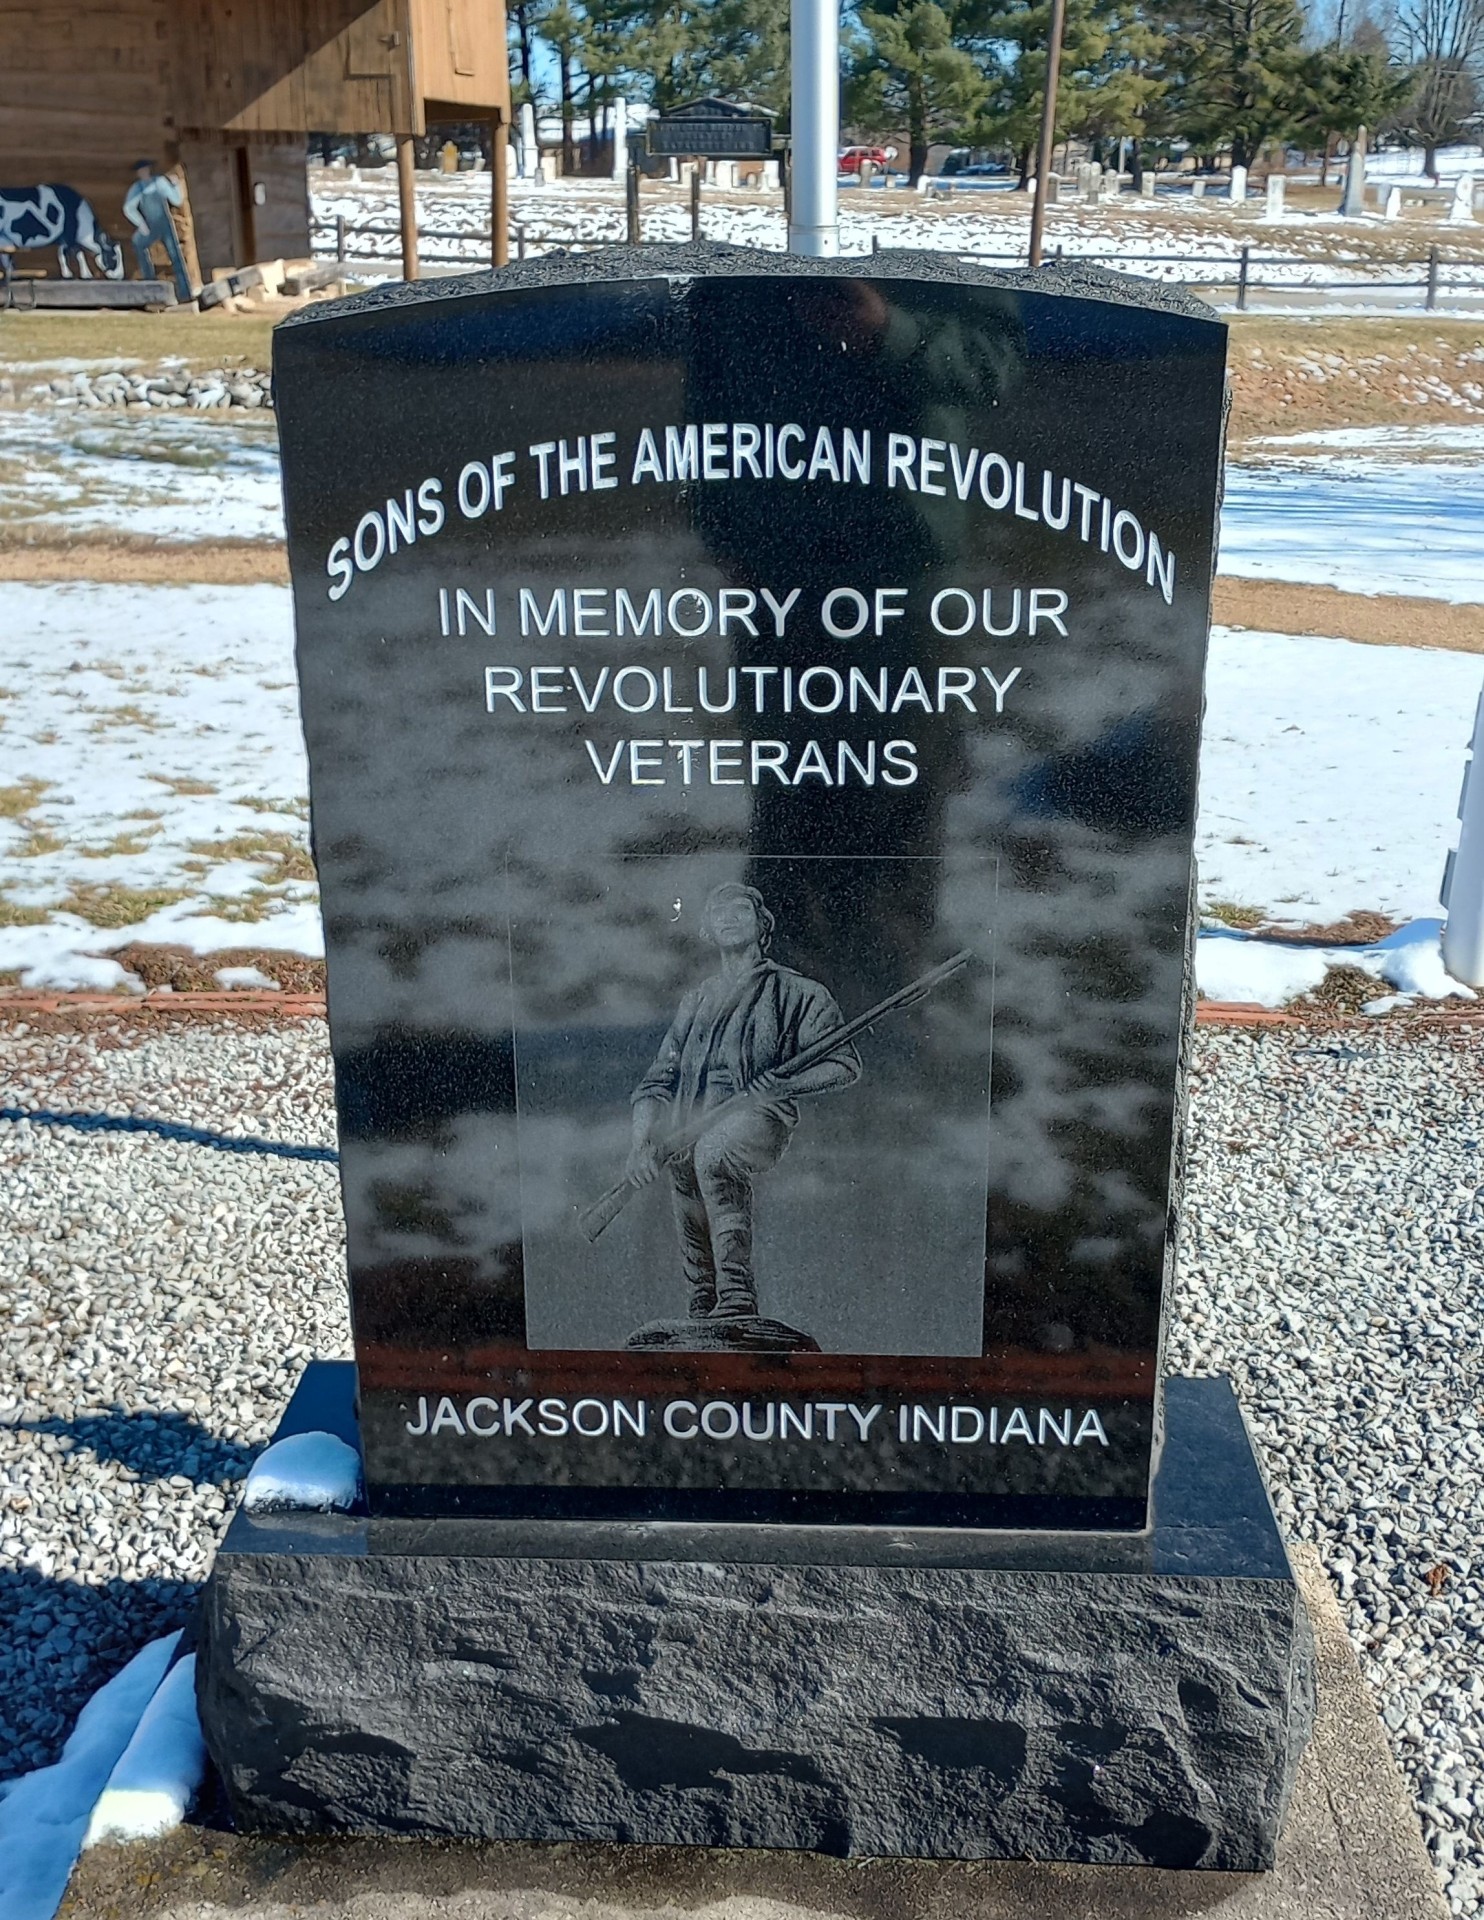 SONS OF THE AMERICAN REVOLUTION
IN MEMORY OF OUR
REVOLUTIONARY
VETERANS
JACKSON COUNTY INDIANA